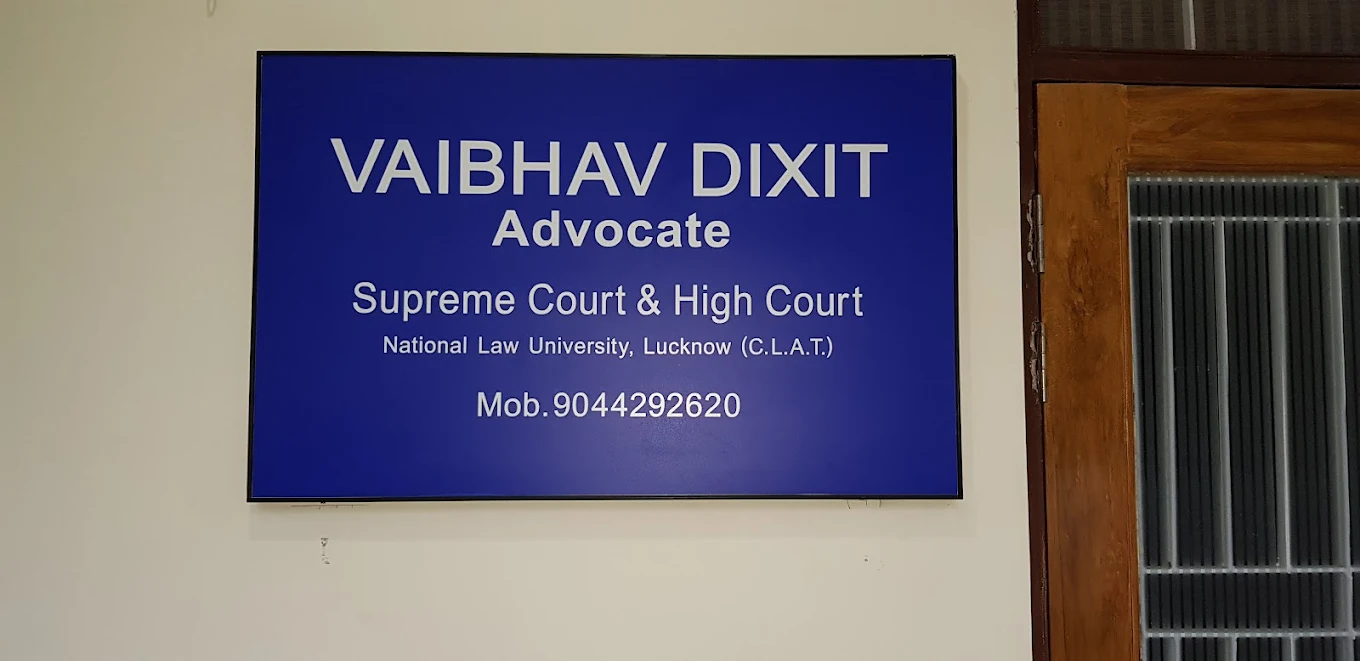 VAIBHAV DIXIT
Advocate
Supreme Court & High Court
National Law University, Lucknow (C.L.A.T.)
Mob.9044292620